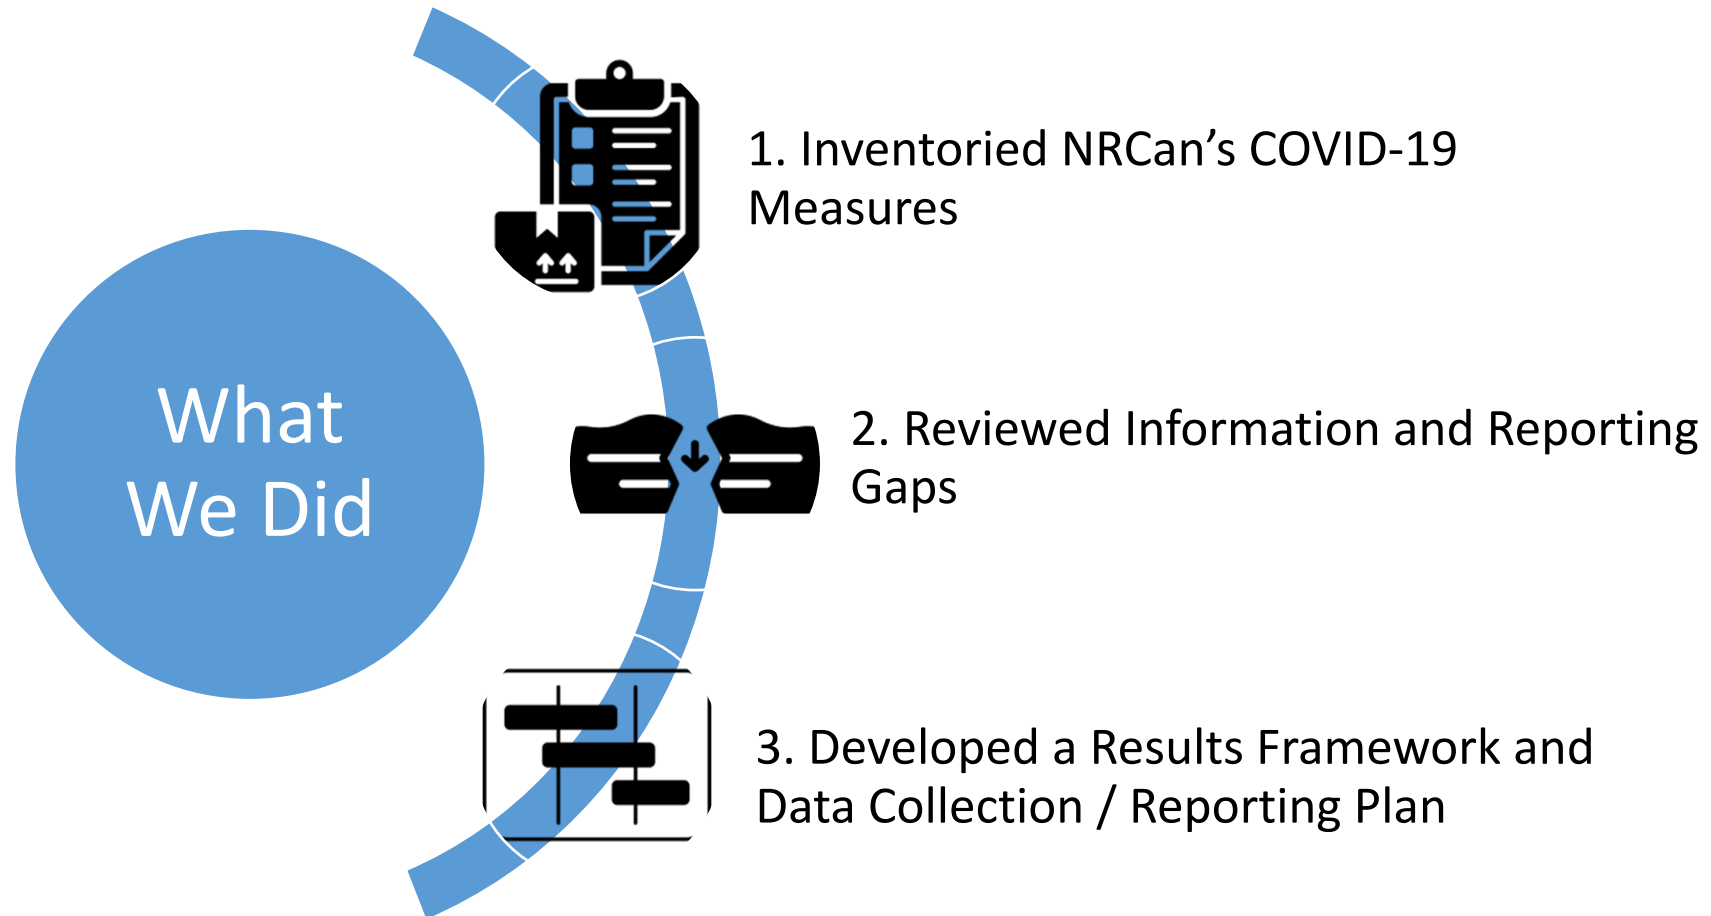 What
We Did
1. Inventoried NRCan’s COVID-19
Measures
2. Reviewed Information and Reporting
Gaps
3. Developed a Results Framework and
Data Collection / Reporting Plan